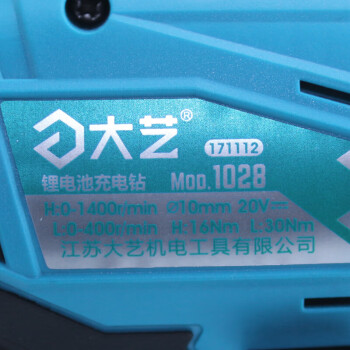 大艺®
171112
锂电池充电钻 MOD.1028
H:0-1400r/min Ø10mm 20V⎓
L:0-400r/min H:16Nm L:30Nm
江苏大艺机电工具有限公司